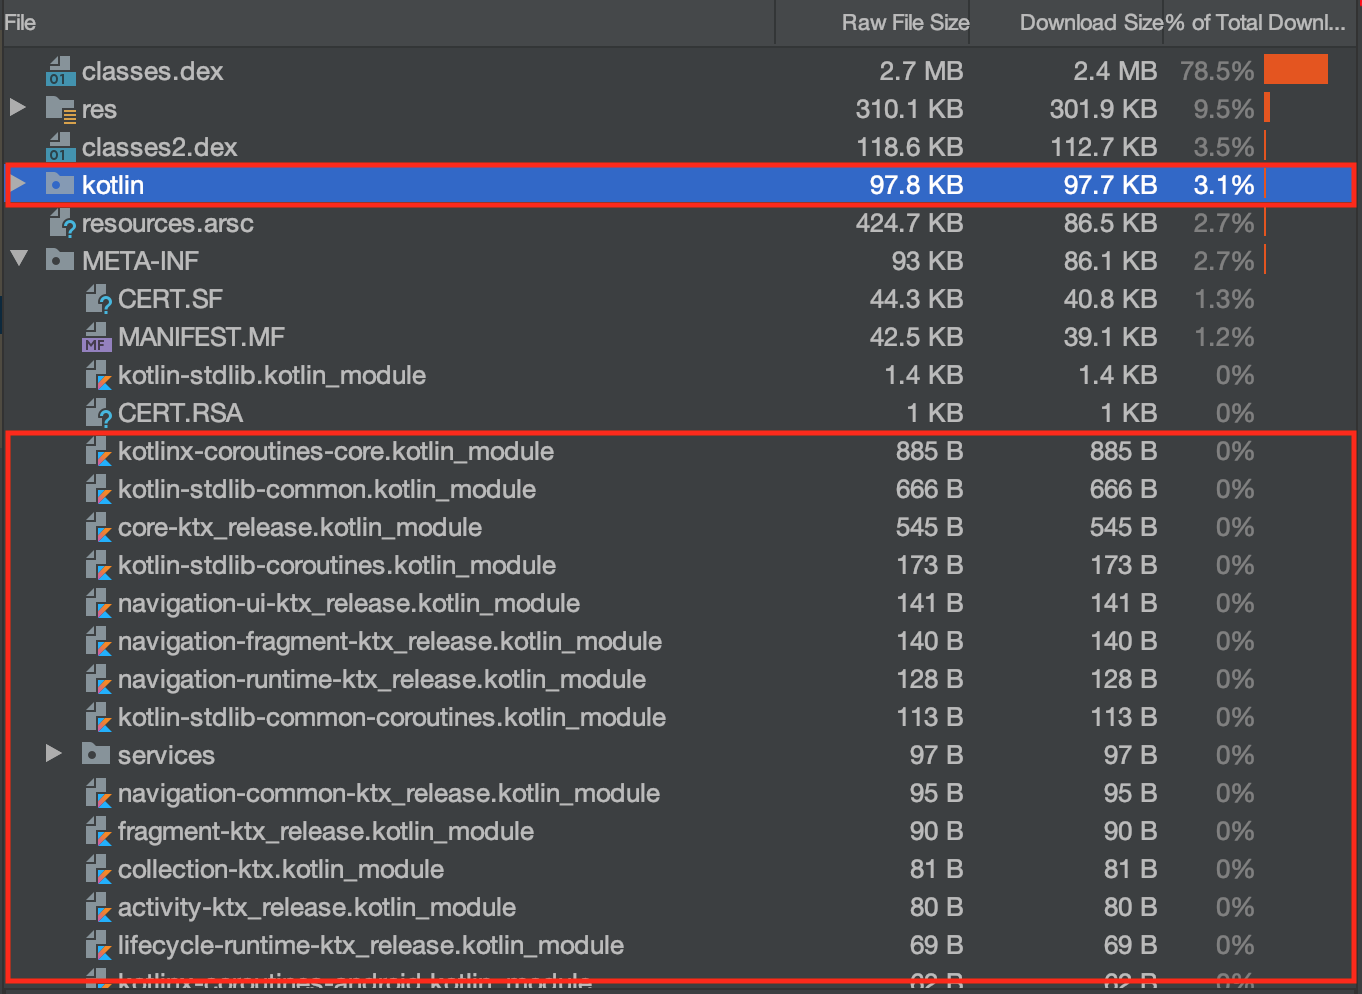 File Raw File Size Download Size % of Total Downl...
01 classes.dex 2.7 MB 2.4 MB 78.5%
res 310.1 KB 301.9 KB 9.5%
01 classes2.dex 118.6 KB 112.7 KB 3.5%
kotlin 97.8 KB 97.7 KB 3.1%
? resources.arsc 424.7 KB 86.5 KB 2.7%
META-INF 93 KB 86.1 KB 2.7%
? CERT.SF 44.3 KB 40.8 KB 1.3%
MF MANIFEST.MF 42.5 KB 39.1 KB 1.2%
kotlin-stdlib.kotlin_module 1.4 KB 1.4 KB 0%
? CERT.RSA 1 KB 1 KB 0%
kotlinx-coroutines-core.kotlin_module 885 B 885 B 0%
kotlin-stdlib-common.kotlin_module 666 B 666 B 0%
core-ktx_release.kotlin_module 545 B 545 B 0%
kotlin-stdlib-coroutines.kotlin_module 173 B 173 B 0%
navigation-ui-ktx_release.kotlin_module 141 B 141 B 0%
navigation-fragment-ktx_release.kotlin_module 140 B 140 B 0%
navigation-runtime-ktx_release.kotlin_module 128 B 128 B 0%
kotlin-stdlib-common-coroutines.kotlin_module 113 B 113 B 0%
services 97 B 97 B 0%
navigation-common-ktx_release.kotlin_module 95 B 95 B 0%
fragment-ktx_release.kotlin_module 90 B 90 B 0%
collection-ktx.kotlin_module 81 B 81 B 0%
activity-ktx_release.kotlin_module 80 B 80 B 0%
lifecycle-runtime-ktx_release.kotlin_module 69 B 69 B 0%
kotlinx-coroutines-android.kotlin_module 62 B 62 B 0%